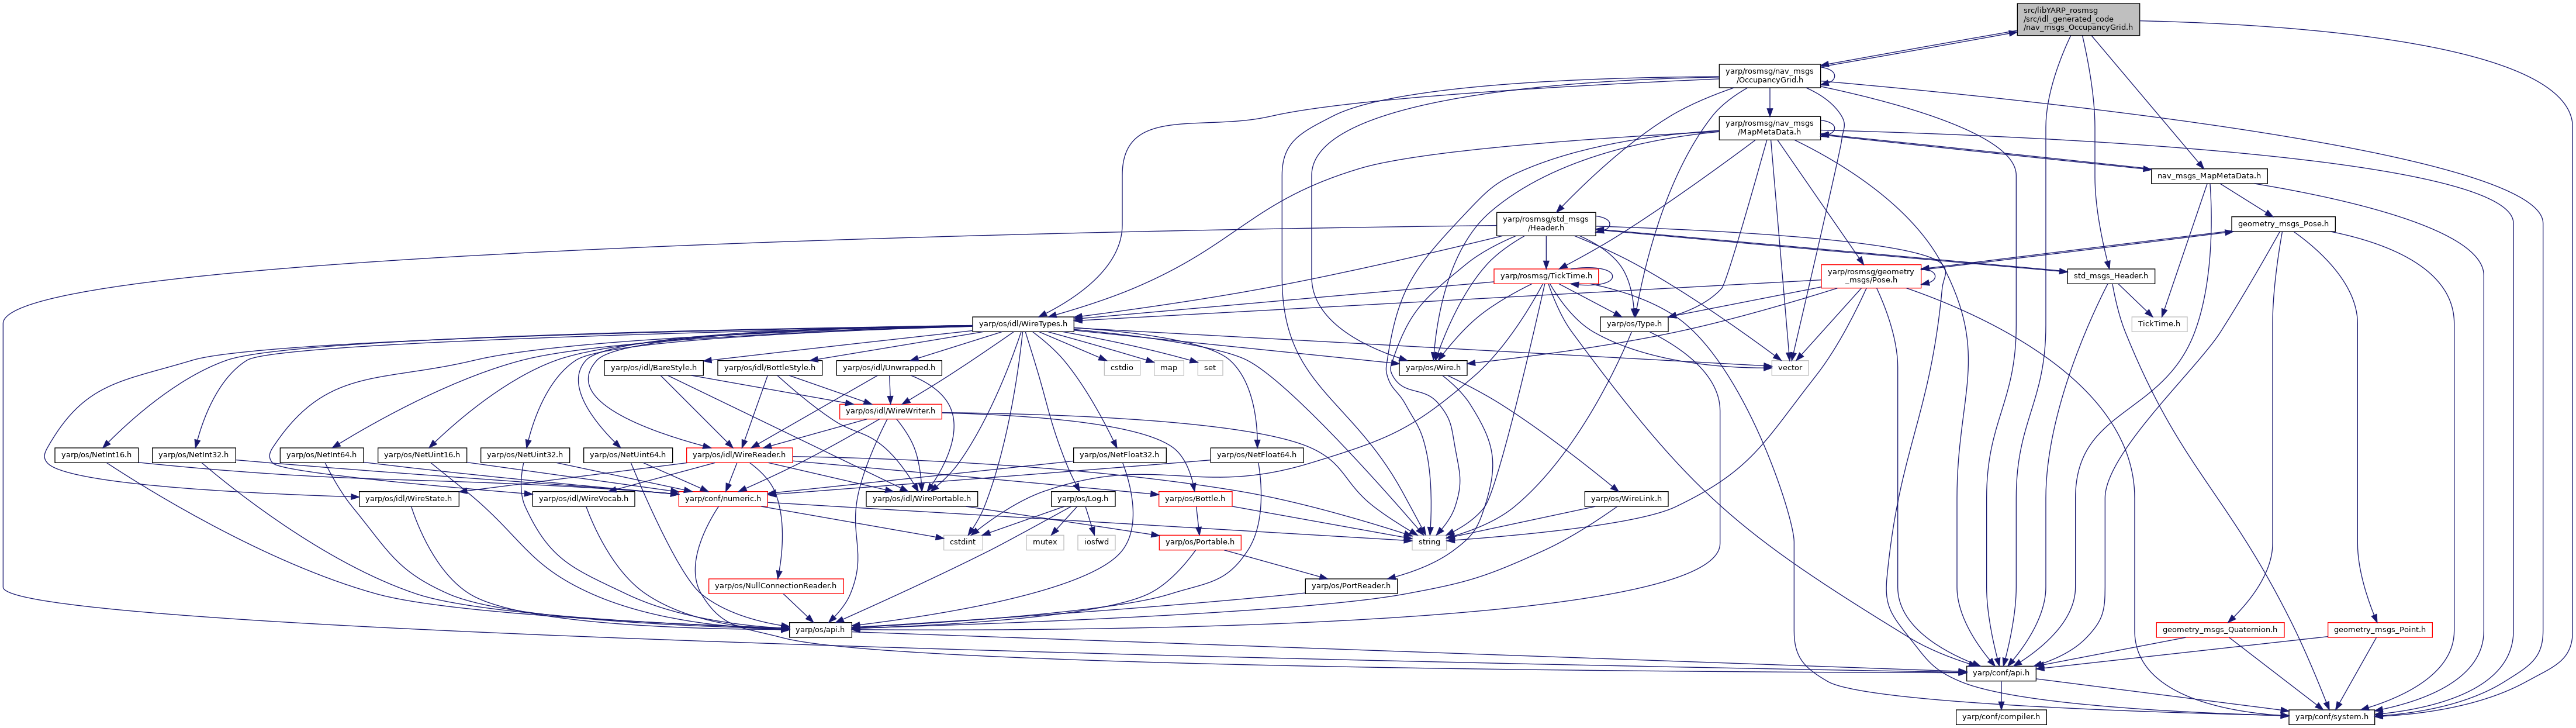 src/libYARP_rosmsg
/src/idl_generated_code
/nav_msgs_OccupancyGrid.h
yarp/rosmsg/nav_msgs
/OccupancyGrid.h
yarp/rosmsg/nav_msgs
/MapMetaData.h
nav_msgs_MapMetaData.h
yarp/rosmsg/std_msgs
/Header.h
geometry_msgs_Pose.h
yarp/rosmsg/TickTime.h
yarp/rosmsg/geometry
_msgs/Pose.h
std_msgs_Header.h
yarp/os/idl/WireTypes.h
yarp/os/Type.h
TickTime.h
yarp/os/idl/BareStyle.h
yarp/os/idl/BottleStyle.h
yarp/os/idl/Unwrapped.h
cstdio
map
set
yarp/os/Wire.h
vector
yarp/os/idl/WireWriter.h
yarp/os/NetInt16.h
yarp/os/NetInt32.h
yarp/os/NetInt64.h
yarp/os/NetUint16.h
yarp/os/NetUint32.h
yarp/os/NetUint64.h
yarp/os/idl/WireReader.h
yarp/os/NetFloat32.h
yarp/os/NetFloat64.h
yarp/os/idl/WireState.h
yarp/os/idl/WireVocab.h
yarp/conf/numeric.h
yarp/os/idl/WirePortable.h
yarp/os/Log.h
yarp/os/Bottle.h
yarp/os/WireLink.h
cstdint
mutex
iosfwd
yarp/os/Portable.h
string
yarp/os/NullConnectionReader.h
yarp/os/PortReader.h
yarp/os/api.h
geometry_msgs_Quaternion.h
geometry_msgs_Point.h
yarp/conf/api.h
yarp/conf/compiler.h
yarp/conf/system.h